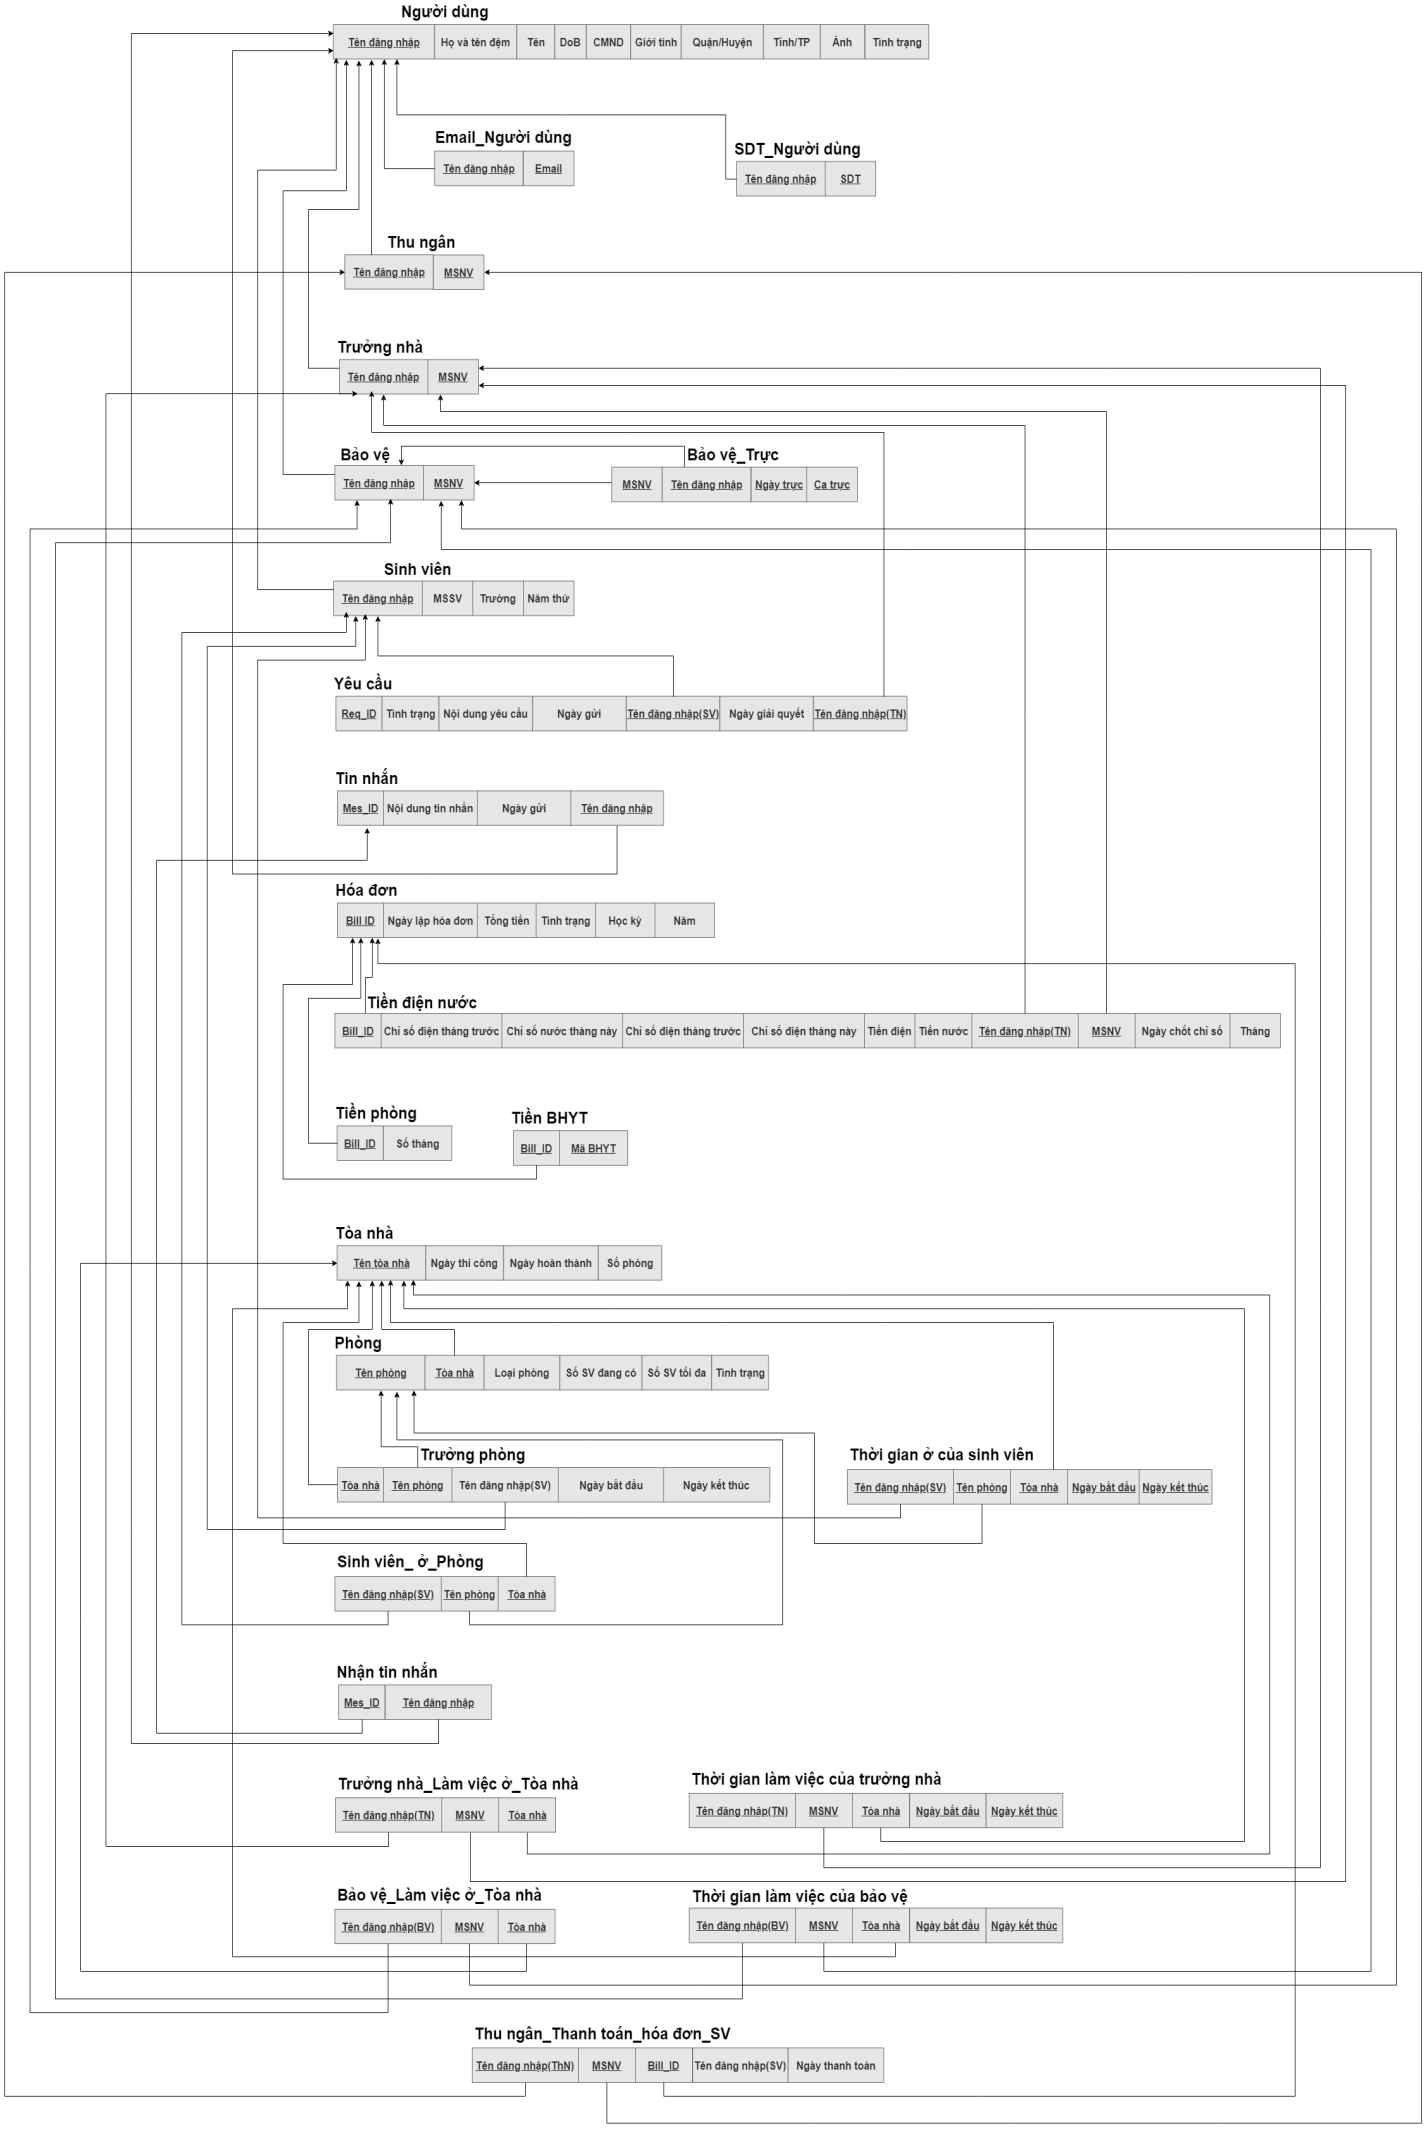 Người dùng
Tên đăng nhập Họ và tên đệm Tên DoB CMND Giới tính Quận/Huyện Tỉnh/TP Ảnh Tình trạng
Email_Người dùng
Tên đăng nhập Email
SDT_Người dùng
Tên đăng nhập SDT
Thu ngân
Tên đăng nhập MSNV
Trưởng nhà
Tên đăng nhập MSNV
Bảo vệ
Tên đăng nhập MSNV
Bảo vệ_Trực
MSNV Tên đăng nhập Ngày trực Ca trực
Sinh viên
Tên đăng nhập MSSV Trường Năm thứ
Yêu cầu
Req_ID Tình trạng Nội dung yêu cầu Ngày gửi Tên đăng nhập(SV) Ngày giải quyết Tên đăng nhập(TN)
Tin nhắn
Mes_ID Nội dung tin nhắn Ngày gửi Tên đăng nhập
Hóa đơn
Bill ID Ngày lập hóa đơn Tổng tiền Tình trạng Học kỳ Năm
Tiền điện nước
Bill_ID Chỉ số điện tháng trước Chỉ số nước tháng này Chỉ số điện tháng trước Chỉ số điện tháng này Tiền điện Tiền nước Tên đăng nhập(TN) MSNV Ngày chốt chỉ số Tháng
Tiền phòng
Bill_ID Số tháng
Tiền BHYT
Bill_ID Mã BHYT
Tòa nhà
Tên tòa nhà Ngày thi công Ngày hoàn thành Số phòng
Phòng
Tên phòng Tòa nhà Loại phòng Số SV đang có Số SV tối đa Tình trạng
Trưởng phòng
Tòa nhà Tên phòng Tên đăng nhập(SV) Ngày bắt đầu Ngày kết thúc
Thời gian ở của sinh viên
Tên đăng nhập(SV) Tên phòng Tòa nhà Ngày bắt đầu Ngày kết thúc
Sinh viên_ ở_Phòng
Tên đăng nhập(SV) Tên phòng Tòa nhà
Nhận tin nhắn
Mes_ID Tên đăng nhập
Trưởng nhà_Làm việc ở_Tòa nhà
Tên đăng nhập(TN) MSNV Tòa nhà
Thời gian làm việc của trưởng nhà
Tên đăng nhập(TN) MSNV Tòa nhà Ngày bắt đầu Ngày kết thúc
Bảo vệ_Làm việc ở_Tòa nhà
Tên đăng nhập(BV) MSNV Tòa nhà
Thời gian làm việc của bảo vệ
Tên đăng nhập(BV) MSNV Tòa nhà Ngày bắt đầu Ngày kết thúc
Thu ngân_Thanh toán_hóa đơn_SV
Tên đăng nhập(ThN) MSNV Bill_ID Tên đăng nhập(SV) Ngày thanh toán